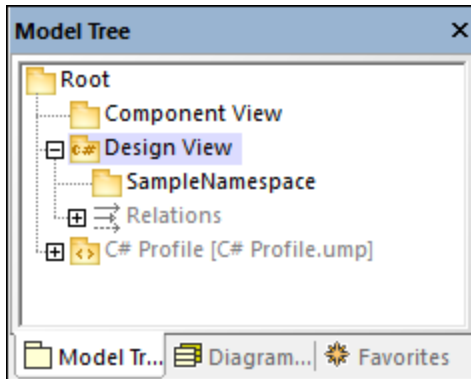 Model Tree
Root
Component View
C# Design View
SampleNamespace
Relations
C# Profile [C# Profile.ump]
Model Tr... Diagram... Favorites